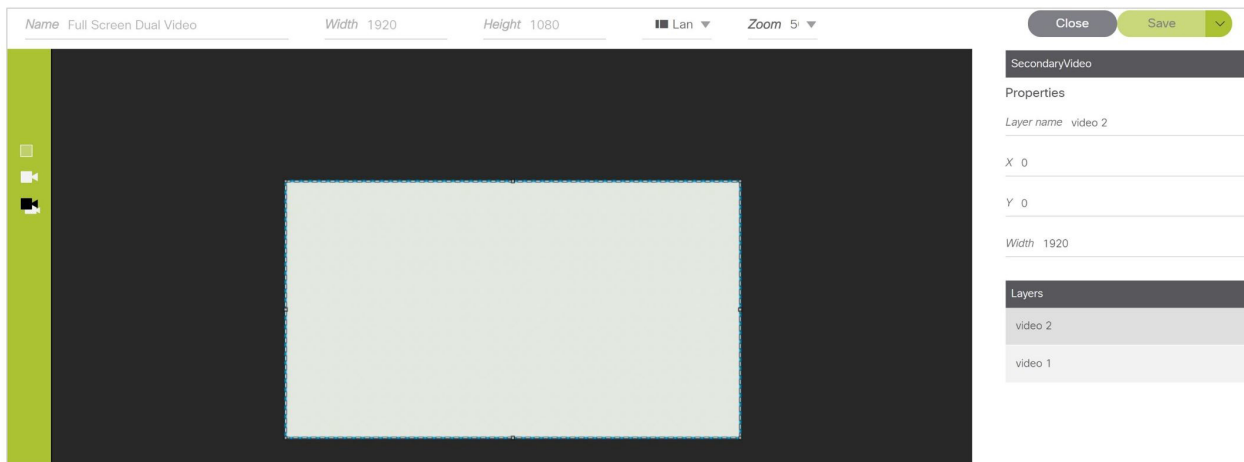 Name Full Screen Dual Video Width 1920 Height 1080 Lan Zoom 5 Close Save
SecondaryVideo
Properties
Layer name video 2
X 0
Y 0
Width 1920
Layers
video 2
video 1